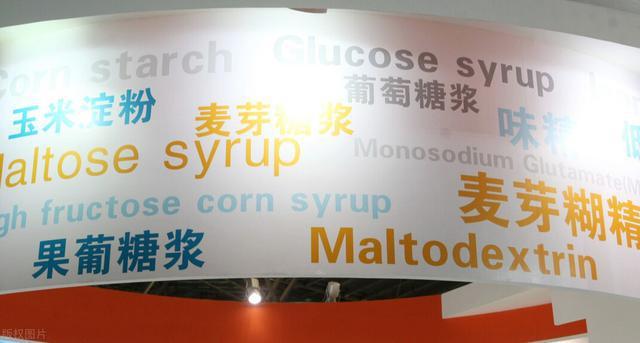 Corn starch
Glucose syrup
玉米淀粉
麦芽糖浆
葡萄糖浆
味精
Maltose syrup
Monosodium Glutamate(M
麦芽糊精
gh fructose corn syrup
果葡糖浆
Maltodextrin
版权图片